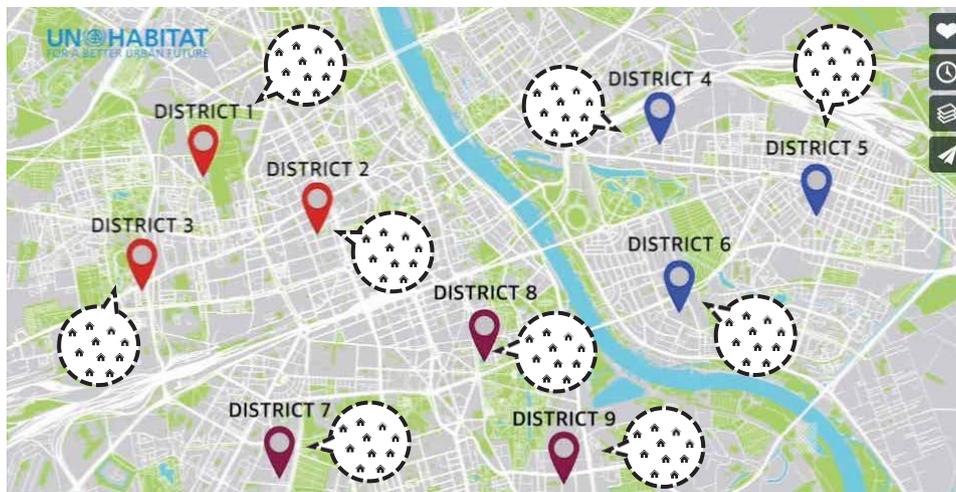 UN HABITAT
FOR A BETTER URBAN FUTURE
DISTRICT 4
DISTRICT 1
DISTRICT 5
DISTRICT 2
DISTRICT 3
DISTRICT 6
DISTRICT 8
DISTRICT 7
DISTRICT 9